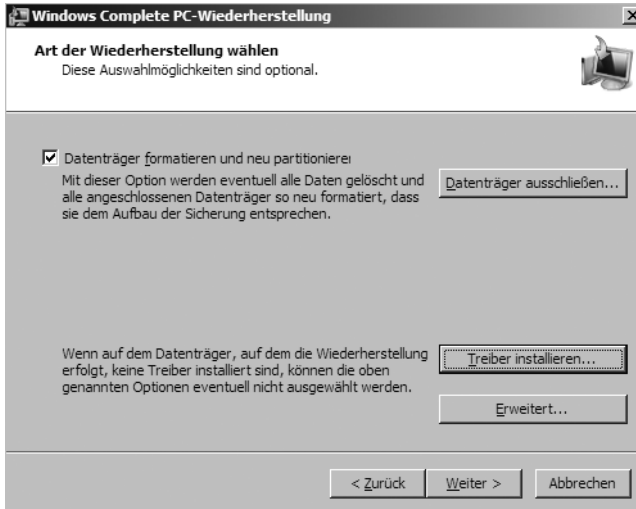 Windows Complete PC-Wiederherstellung
Art der Wiederherstellung wählen
Diese Auswahlmöglichkeiten sind optional.
Datenträger formatieren und neu partitionierei
Mit dieser Option werden eventuell alle Daten gelöscht und
alle angeschlossenen Datenträger so neu formatiert, dass
sie dem Aufbau der Sicherung entsprechen.
Datenträger ausschließen...
Wenn auf dem Datenträger, auf dem die Wiederherstellung
erfolgt, keine Treiber installiert sind, können die oben
genannten Optionen eventuell nicht ausgewählt werden.
Treiber installieren...
Erweitert...
< Zurück
Weiter >
Abbrechen